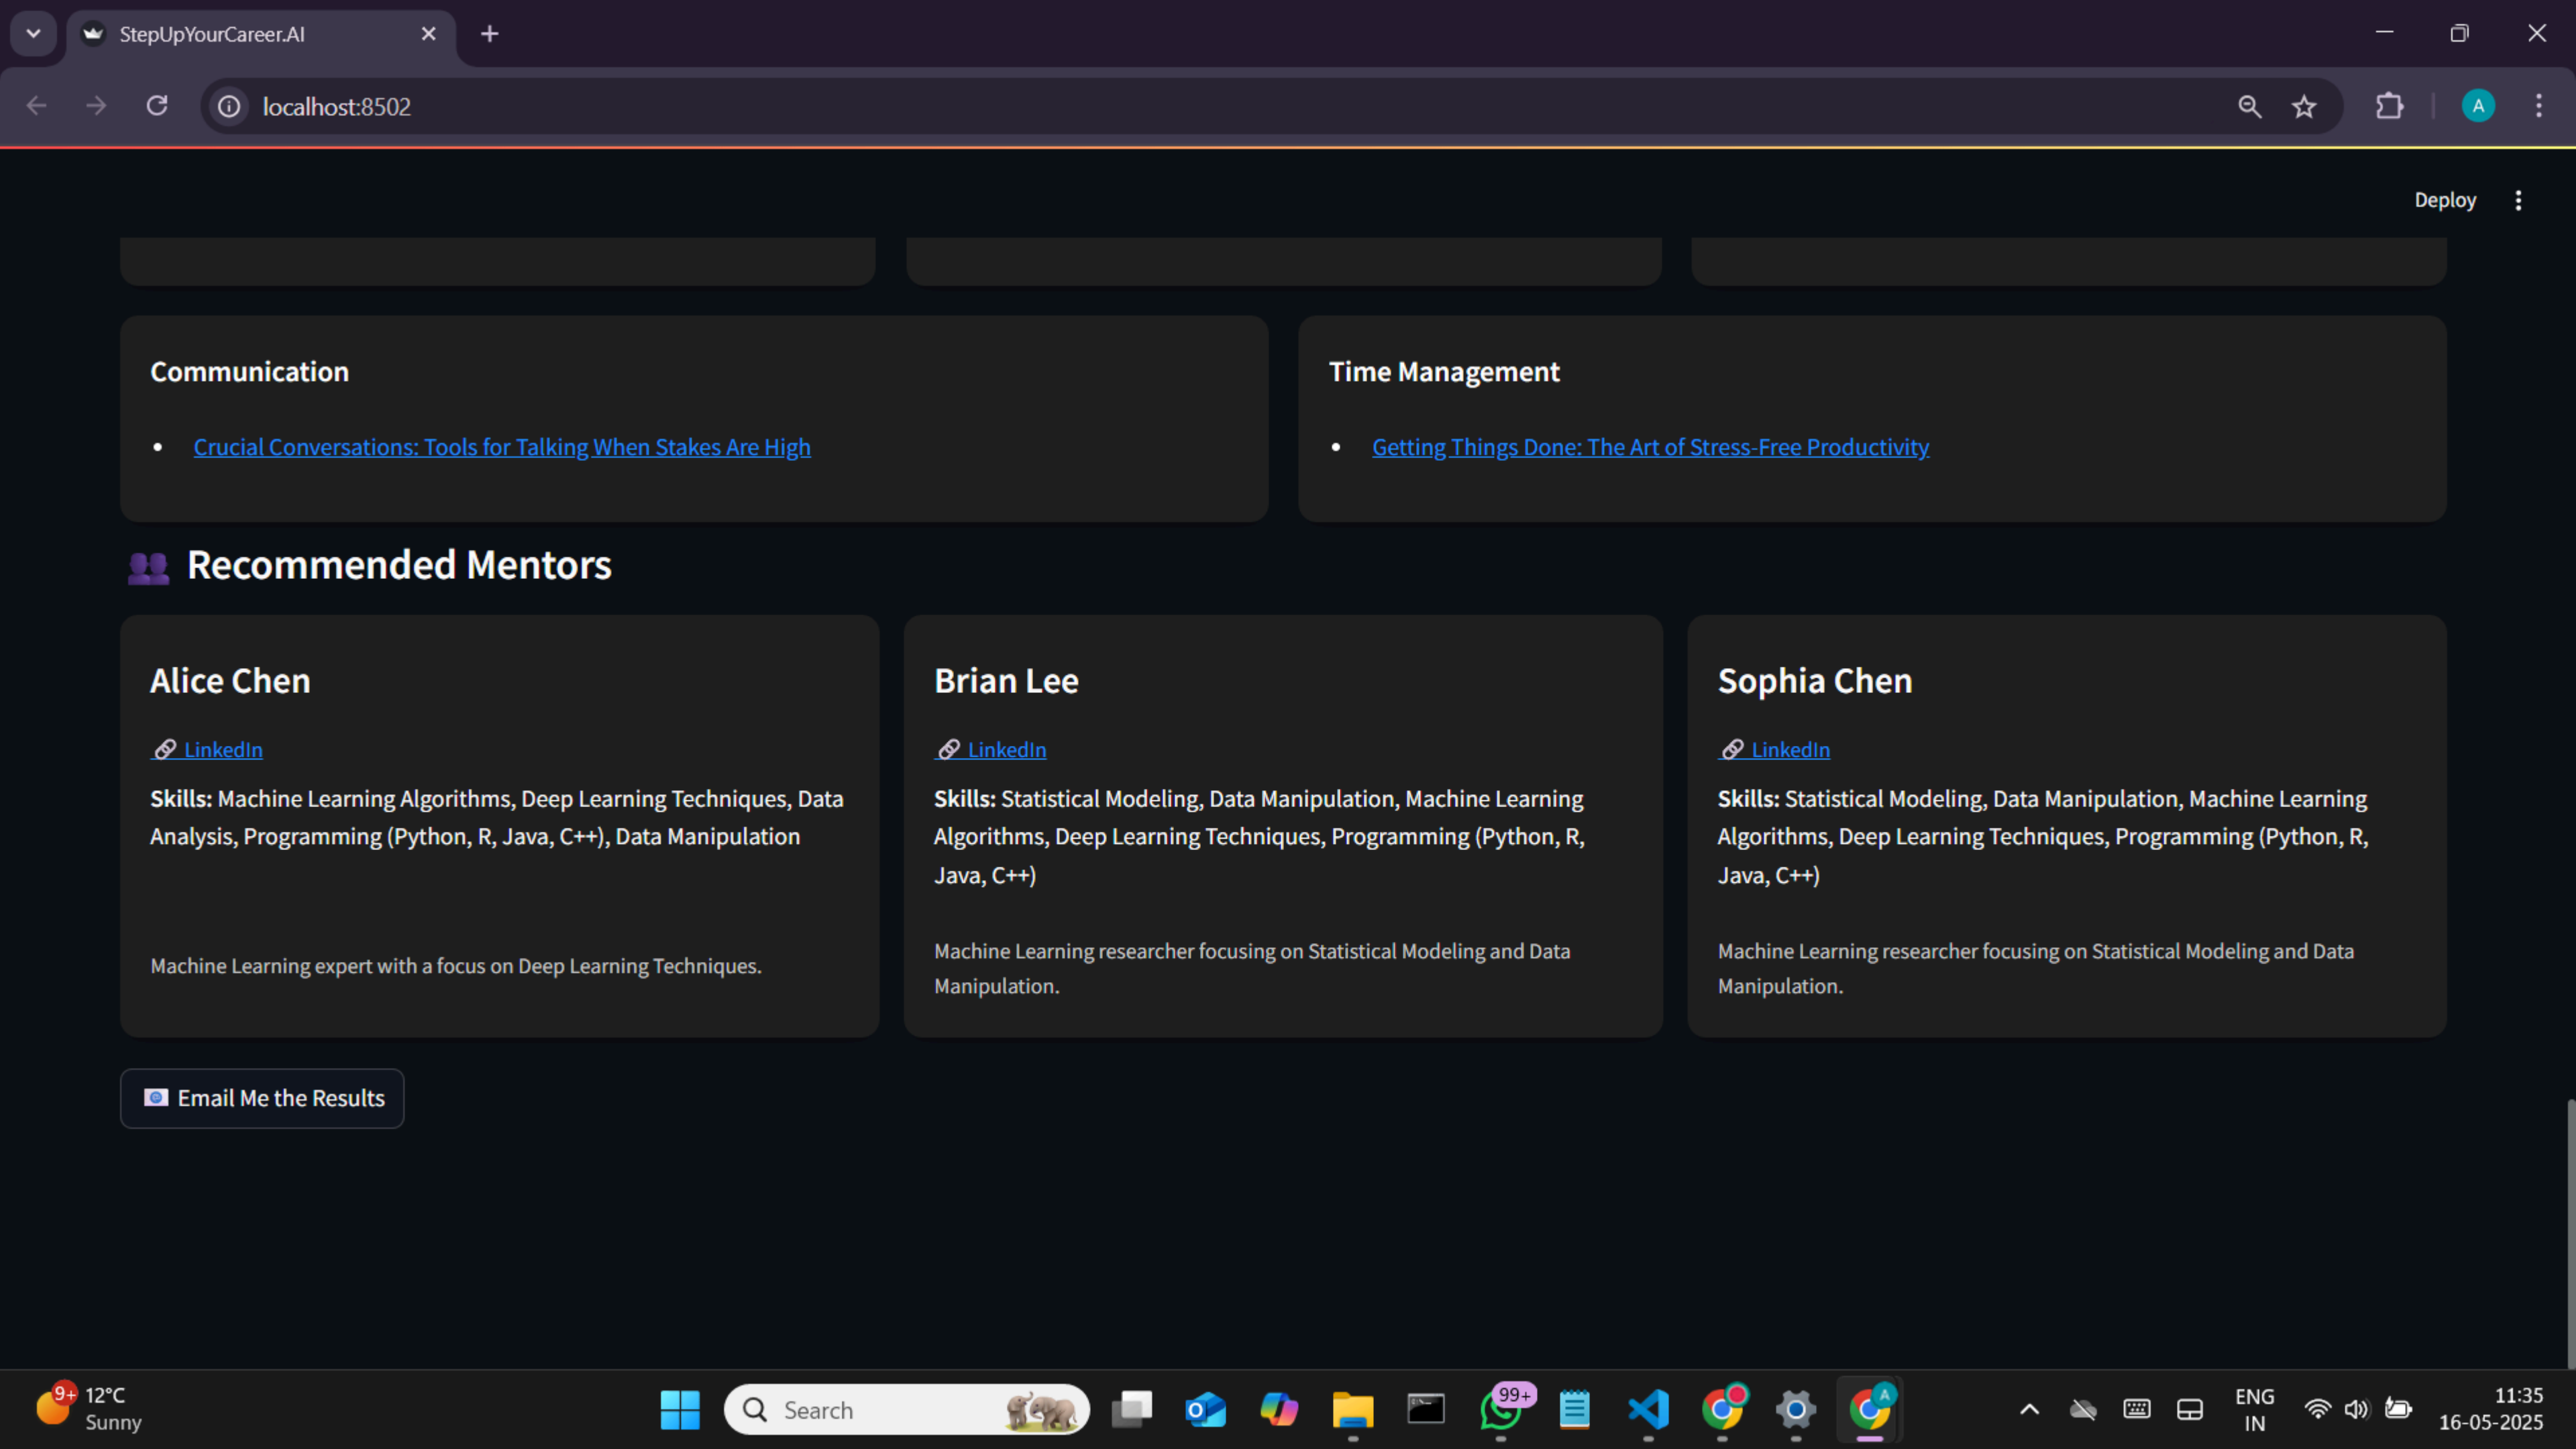 StepUpYourCareer.AI
localhost:8502
A
Deploy
Communication
Time Management
Crucial Conversations: Tools for Talking When Stakes Are High
Getting Things Done: The Art of Stress-Free Productivity
Recommended Mentors
Alice Chen
LinkedIn
Skills: Machine Learning Algorithms, Deep Learning Techniques, Data
Analysis, Programming (Python, R, Java, C++), Data Manipulation
Machine Learning expert with a focus on Deep Learning Techniques.
Brian Lee
LinkedIn
Skills: Statistical Modeling, Data Manipulation, Machine Learning
Algorithms, Deep Learning Techniques, Programming (Python, R,
Java, C++)
Machine Learning researcher focusing on Statistical Modeling and Data
Manipulation.
Sophia Chen
LinkedIn
Skills: Statistical Modeling, Data Manipulation, Machine Learning
Algorithms, Deep Learning Techniques, Programming (Python, R,
Java, C++)
Machine Learning researcher focusing on Statistical Modeling and Data
Manipulation.
Email Me the Results
9+
12°C
Sunny
Search
99+
A
ENG
IN
11:35
16-05-2025